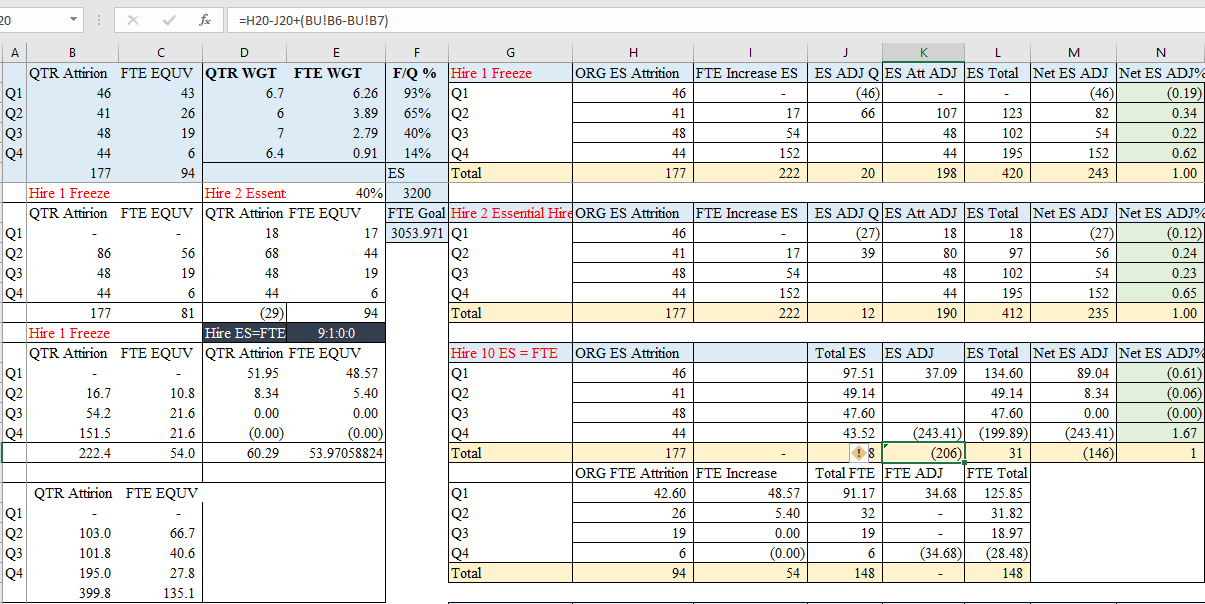 20 fx =H20-J20+(BU!B6-BU!B7)
A B C D E F G H I J K L M N
QTR Attirion FTE EQUV QTR WGT FTE WGT F/Q % Hire 1 Freeze ORG ES Attrition FTE Increase ES ES ADJ Q ES Att ADJ ES Total Net ES ADJ Net ES ADJ%
Q1 46 43 6.7 6.26 93% Q1 46 - (46) - - (46) (0.19)
Q2 41 26 6 3.89 65% Q2 41 17 66 107 123 82 0.34
Q3 48 19 7 2.79 40% Q3 48 54 48 102 54 0.22
Q4 44 6 6.4 0.91 14% Q4 44 152 44 195 152 0.62
177 94 ES Total 177 222 20 198 420 243 1.00
Hire 1 Freeze Hire 2 Essent 40% 3200
QTR Attirion FTE EQUV QTR Attirion FTE EQUV FTE Goal Hire 2 Essential Hire ORG ES Attrition FTE Increase ES ES ADJ Q ES Att ADJ ES Total Net ES ADJ Net ES ADJ%
Q1 - - 18 17 3053.971 Q1 46 - (27) 18 18 (27) (0.12)
Q2 86 56 68 44 Q2 41 17 39 80 97 56 0.24
Q3 48 19 48 19 Q3 48 54 48 102 54 0.23
Q4 44 6 44 6 Q4 44 152 44 195 152 0.65
177 81 (29) 94 Total 177 222 12 190 412 235 1.00
Hire 1 Freeze Hire ES=FTE 9:1:0:0
QTR Attirion FTE EQUV QTR Attirion FTE EQUV Hire 10 ES = FTE ORG ES Attrition Total ES ES ADJ ES Total Net ES ADJ Net ES ADJ%
Q1 - - 51.95 48.57 Q1 46 97.51 37.09 134.60 89.04 (0.61)
Q2 16.7 10.8 8.34 5.40 Q2 41 49.14 49.14 8.34 (0.06)
Q3 54.2 21.6 0.00 0.00 Q3 48 47.60 47.60 0.00 (0.00)
Q4 151.5 21.6 (0.00) (0.00) Q4 44 43.52 (243.41) (199.89) (243.41) 1.67
222.4 54.0 60.29 53.97058824 Total 177 - 8 (206) 31 (146) 1
ORG FTE Attrition FTE Increase Total FTE FTE ADJ FTE Total
QTR Attirion FTE EQUV Q1 42.60 48.57 91.17 34.68 125.85
Q1 - - Q2 26 5.40 32 - 31.82
Q2 103.0 66.7 Q3 19 0.00 19 - 18.97
Q3 101.8 40.6 Q4 6 (0.00) 6 (34.68) (28.48)
Q4 195.0 27.8 Total 94 54 148 - 148
399.8 135.1